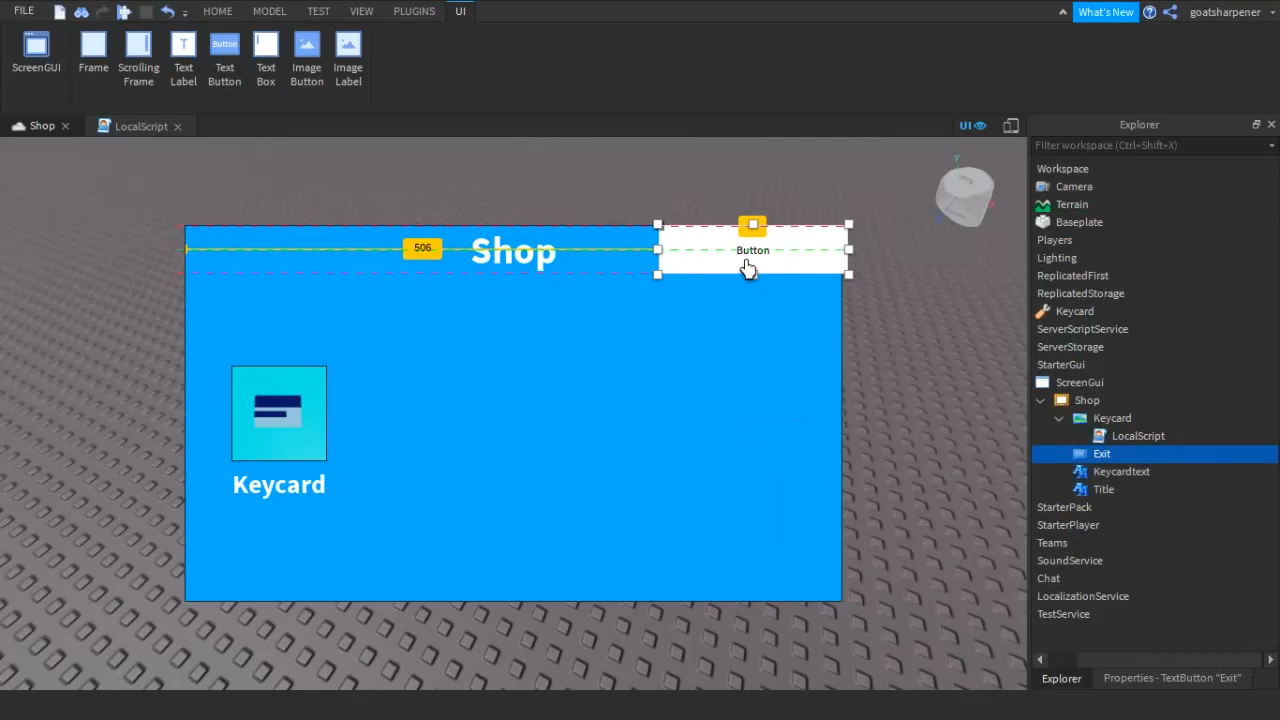 FILE HOME MODEL TEST VIEW PLUGINS UI What's New goatsharpener
ScreenGUI Frame Scrolling Frame Text Label Text Button Text Box Image Button Image Label
T Button
Shop LocalScript UI
Explorer
Filter workspace (Ctrl+Shift+X)
Workspace
Camera
Terrain
Baseplate
Players
Lighting
ReplicatedFirst
ReplicatedStorage
Keycard
ServerScriptService
ServerStorage
StarterGui
ScreenGui
Shop
Keycard
LocalScript
Exit
Keycardtext
Title
StarterPack
StarterPlayer
Teams
SoundService
Chat
LocalizationService
TestService
Explorer Properties - TextButton "Exit"
Y
506
Shop
Button
Keycard